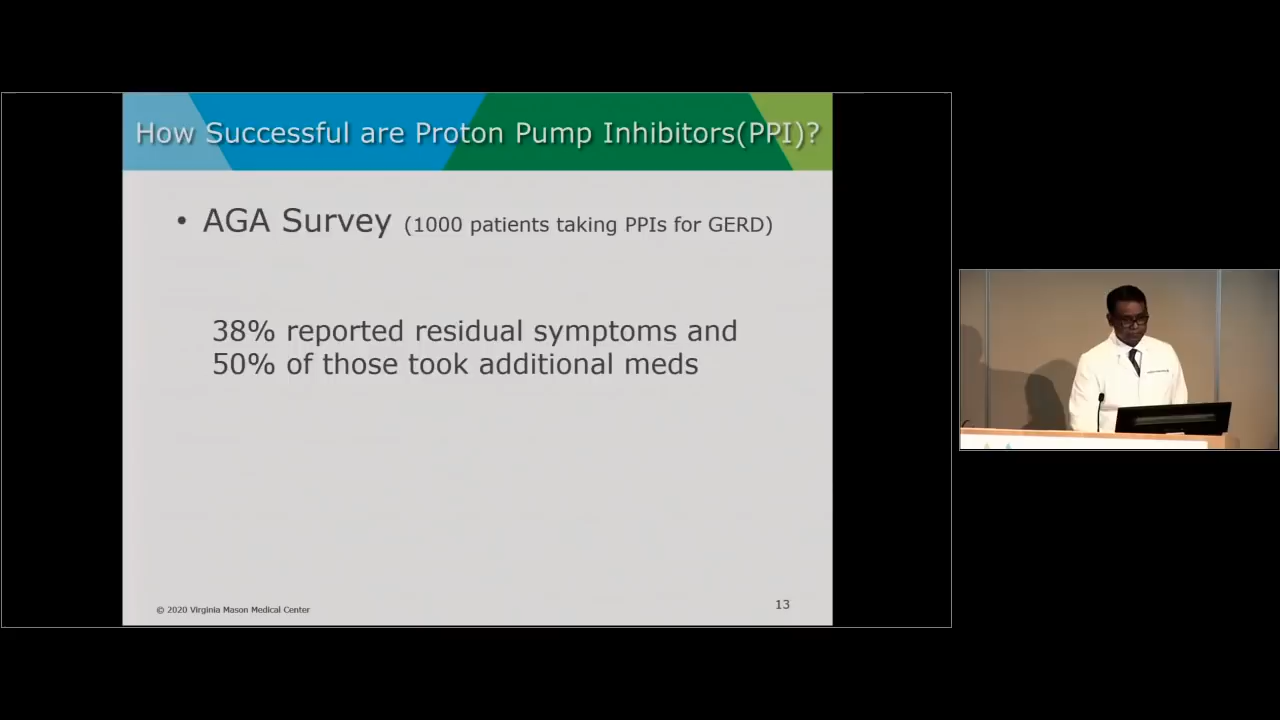 How Successful are Proton Pump Inhibitors(PPI)?
• AGA Survey (1000 patients taking PPIs for GERD)
38% reported residual symptoms and
50% of those took additional meds
© 2020 Virginia Mason Medical Center
13